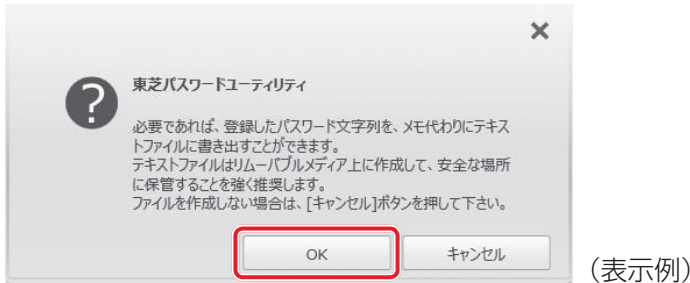 東芝パスワードユーティリティ
必要であれば、登録したパスワード文字列を、メモ代わりにテキス
トファイルに書き出すことができます。
テキストファイルはリムーバブルメディア上に作成して、安全な場所
に保管することを強く推奨します。
ファイルを作成しない場合は、[キャンセル]ボタンを押して下さい。
OK
キャンセル
（表示例）